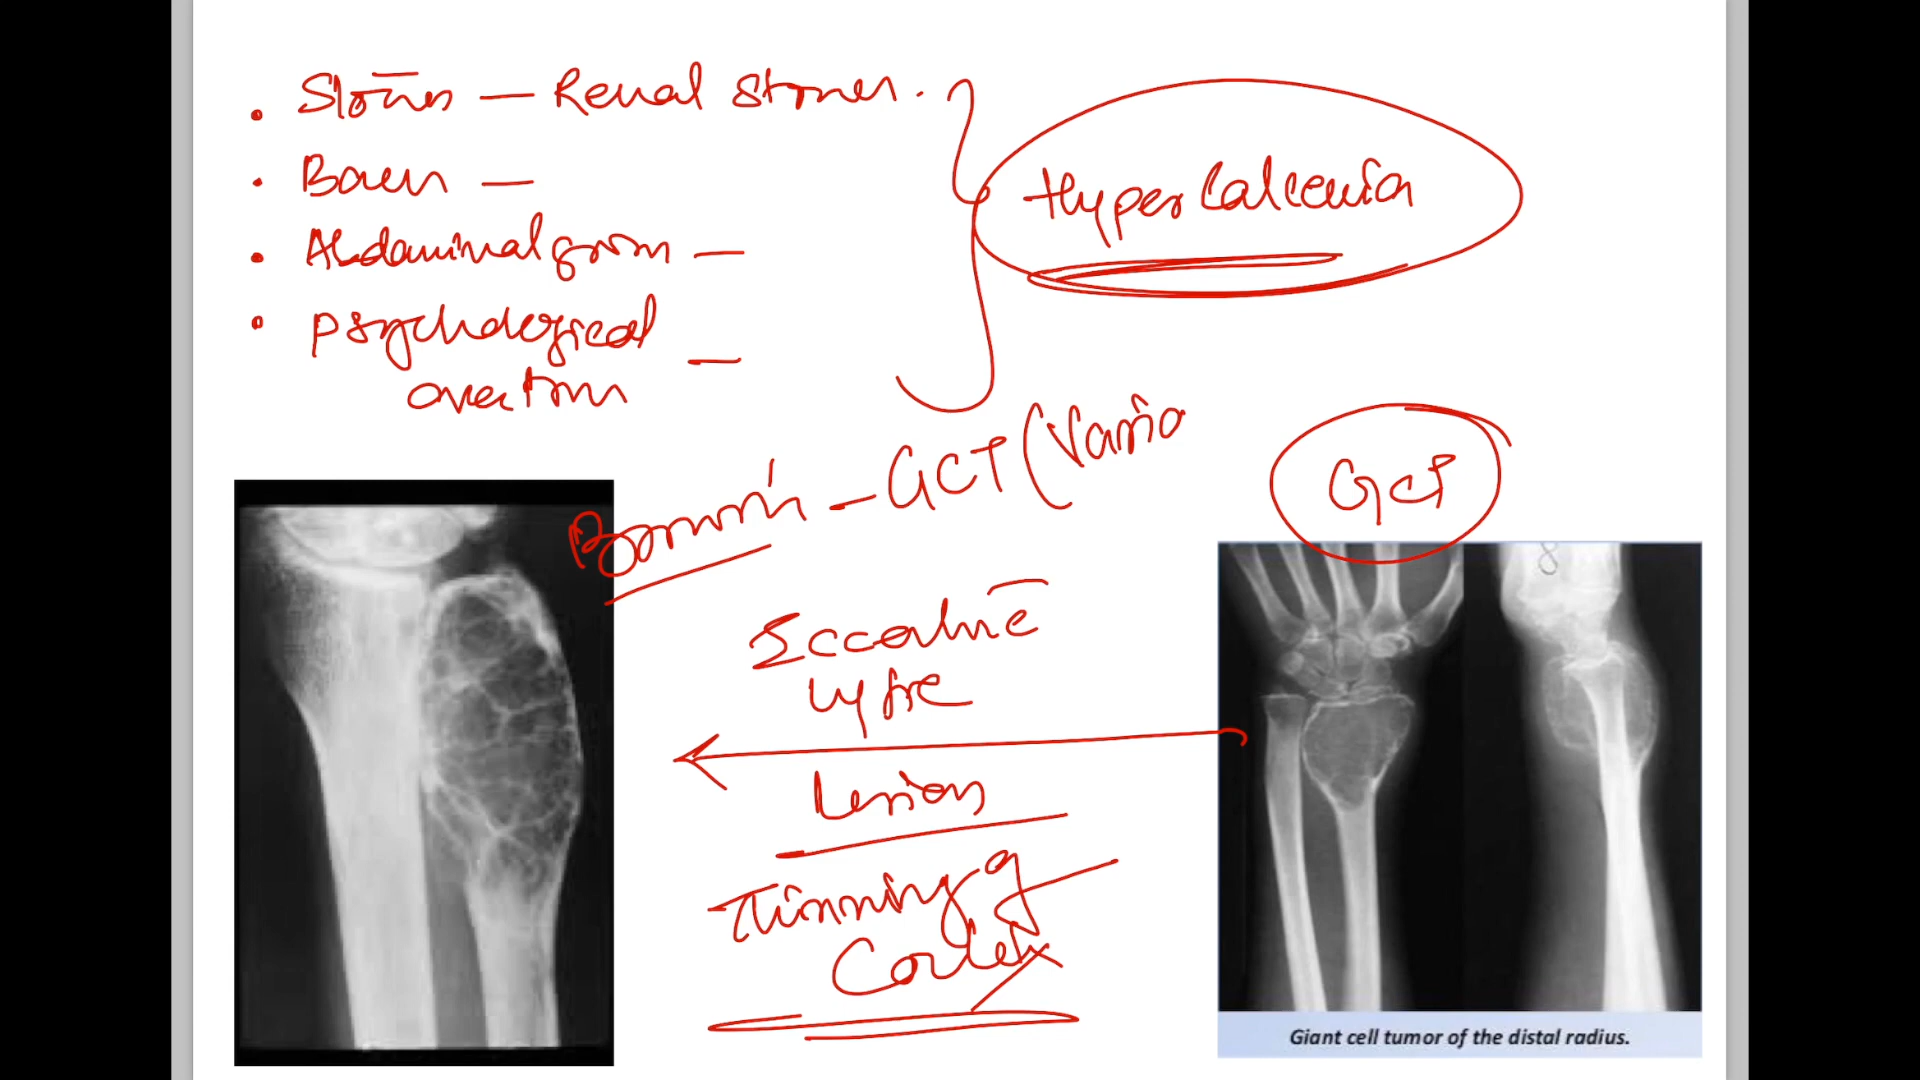 • Stones — Renal Stones.
• Bones —
• Abdominal groans —
• Psychological overtones —
Hypercalcemia
GCT (Vario
GCT
Eccentric
lytic
Lesion
Thinning of
Cortex
8
Giant cell tumor of the distal radius.